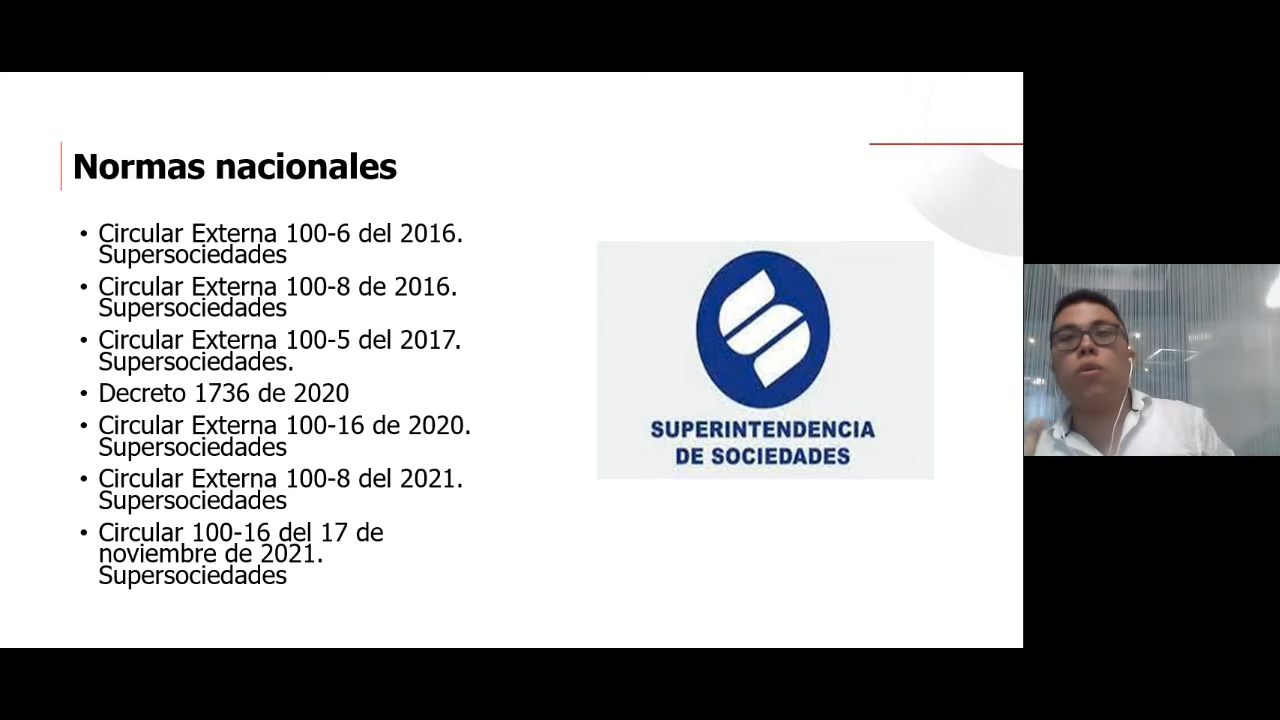 Normas nacionales
• Circular Externa 100-6 del 2016.
Supersociedades
• Circular Externa 100-8 de 2016.
Supersociedades
• Circular Externa 100-5 del 2017.
Supersociedades.
• Decreto 1736 de 2020
• Circular Externa 100-16 de 2020.
Supersociedades
• Circular Externa 100-8 del 2021.
Supersociedades
• Circular 100-16 del 17 de
noviembre de 2021.
Supersociedades
SUPERINTENDENCIA
DE SOCIEDADES